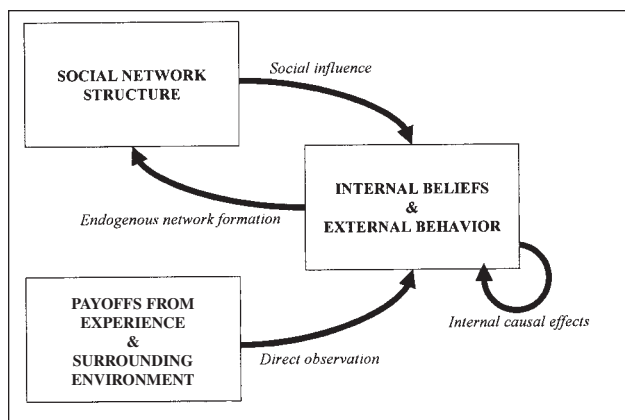 SOCIAL NETWORK
STRUCTURE
Social influence
INTERNAL BELIEFS
&
EXTERNAL BEHAVIOR
Endogenous network formation
PAYOFFS FROM
EXPERIENCE
&
SURROUNDING
ENVIRONMENT
Direct observation
Internal causal effects